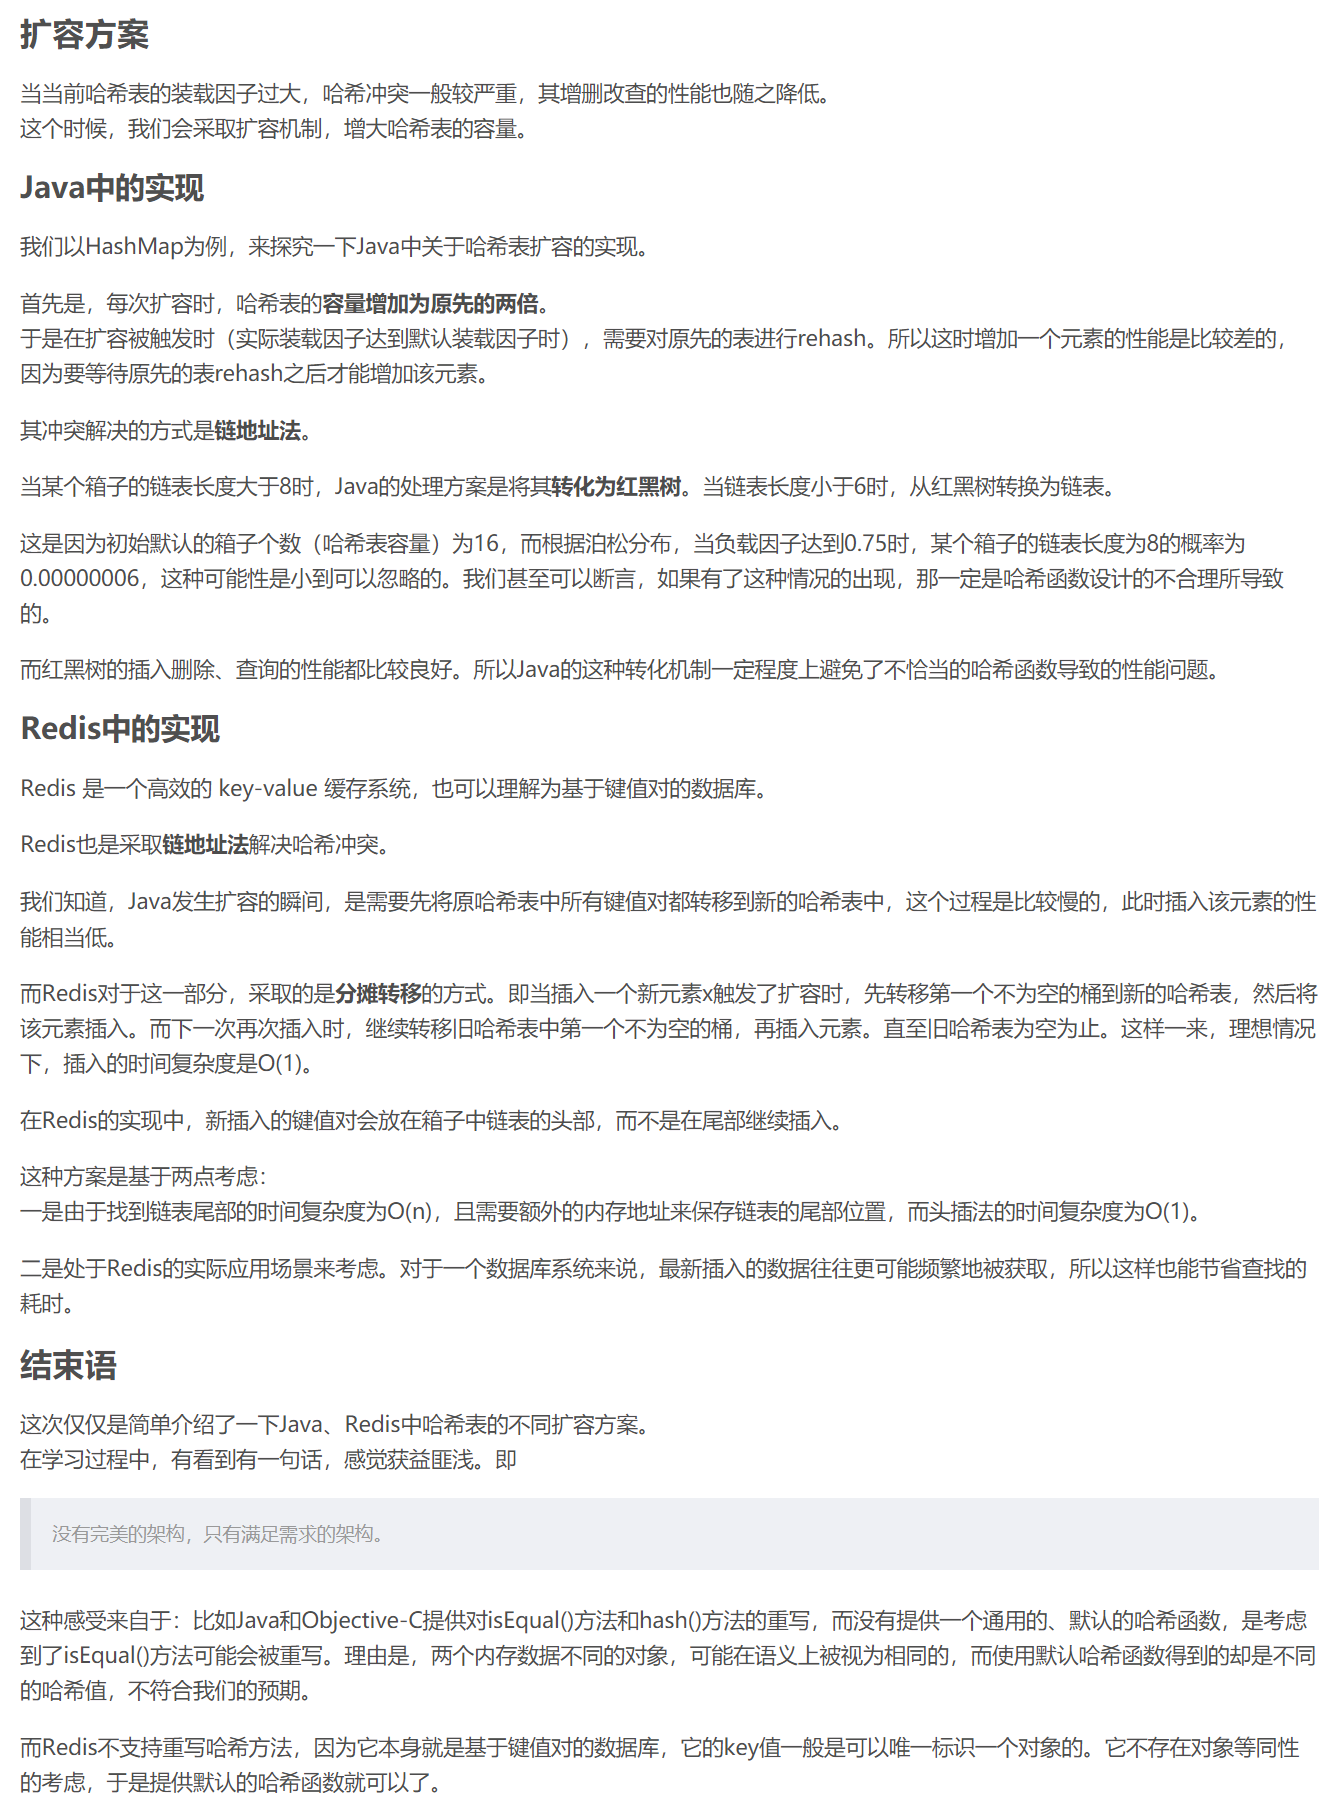 扩容方案
当当前哈希表的装载因子过大，哈希冲突一般较严重，其增删改查的性能也随之降低。
这个时候，我们会采取扩容机制，增大哈希表的容量。
Java中的实现
我们以HashMap为例，来探究一下Java中关于哈希表扩容的实现。
首先是，每次扩容时，哈希表的容量增加为原先的两倍。
于是在扩容被触发时（实际装载因子达到默认装载因子时），需要对原先的表进行rehash。所以这时增加一个元素的性能是比较差的，
因为要等待原先的表rehash之后才能增加该元素。
其冲突解决的方式是链地址法。
当某个箱子的链表长度大于8时，Java的处理方案是将其转化为红黑树。当链表长度小于6时，从红黑树转换为链表。
这是因为初始默认的箱子个数（哈希表容量）为16，而根据泊松分布，当负载因子达到0.75时，某个箱子的链表长度为8的概率为
0.00000006，这种可能性是小到可以忽略的。我们甚至可以断言，如果有了这种情况的出现，那一定是哈希函数设计的不合理所导致
的。
而红黑树的插入删除、查询的性能都比较良好。所以Java的这种转化机制一定程度上避免了不恰当的哈希函数导致的性能问题。
Redis中的实现
Redis 是一个高效的 key-value 缓存系统，也可以理解为基于键值对的数据库。
Redis也是采取链地址法解决哈希冲突。
我们知道，Java发生扩容的瞬间，是需要先将原哈希表中所有键值对都转移到新的哈希表中，这个过程是比较慢的，此时插入该元素的性
能相当低。
而Redis对于这一部分，采取的是分摊转移的方式。即当插入一个新元素x触发了扩容时，先转移第一个不为空的桶到新的哈希表，然后将
该元素插入。而下一次再次插入时，继续转移旧哈希表中第一个不为空的桶，再插入元素。直至旧哈希表为空为止。这样一来，理想情况
下，插入的时间复杂度是O(1)。
在Redis的实现中，新插入的键值对会放在箱子中链表的头部，而不是在尾部继续插入。
这种方案是基于两点考虑：
一是由于找到链表尾部的时间复杂度为O(n)，且需要额外的内存地址来保存链表的尾部位置，而头插法的时间复杂度为O(1)。
二是处于Redis的实际应用场景来考虑。对于一个数据库系统来说，最新插入的数据往往更可能频繁地被获取，所以这样也能节省查找的
耗时。
结束语
这次仅仅是简单介绍了一下Java、Redis中哈希表的不同扩容方案。
在学习过程中，有看到有一句话，感觉获益匪浅。即
没有完美的架构，只有满足需求的架构。
这种感受来自于：比如Java和Objective-C提供对isEqual()方法和hash()方法的重写，而没有提供一个通用的、默认的哈希函数，是考虑
到了isEqual()方法可能会被重写。理由是，两个内存数据不同的对象，可能在语义上被视为相同的，而使用默认哈希函数得到的却是不同
的哈希值，不符合我们的预期。
而Redis不支持重写哈希方法，因为它本身就是基于键值对的数据库，它的key值一般是可以唯一标识一个对象的。它不存在对象等同性
的考虑，于是提供默认的哈希函数就可以了。